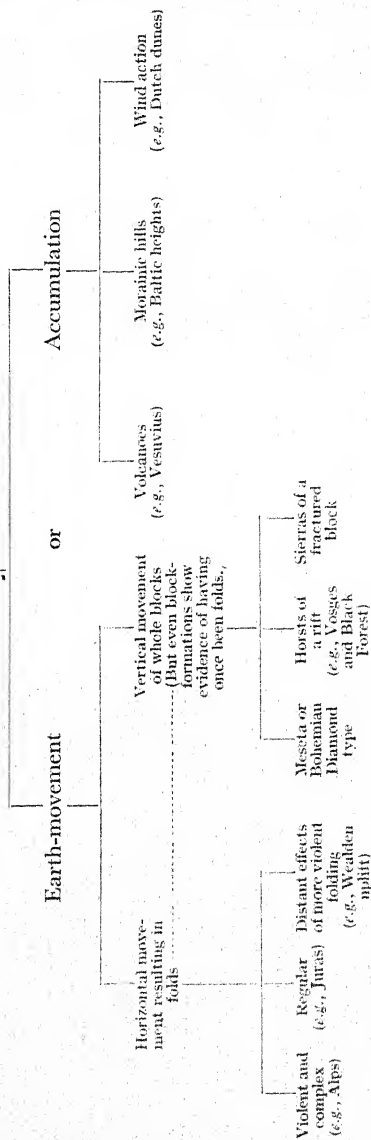 Earth-movement or Accumulation
Horizontal move-
ment resulting in
folds
Vertical movement
of whole blocks
(But even block-
formations show
evidence of having
once been folds.,
Volcanoes
(e.g., Vesuvius)
Morainic hills
(e.g., Baltic heights)
Wind action
(e.g., Dutch dunes)
Violent and
complex
(e.g., Alps)
Regular
(e.g., Juras)
Distant effects
of more violent
folding
(e.g., Wealden
uplift)
Meseta or
Bohemian
Diamond
type
Horsts of
a rift
(e.g., Vosges
and Black
Forest)
Sierras of a
fractured
block